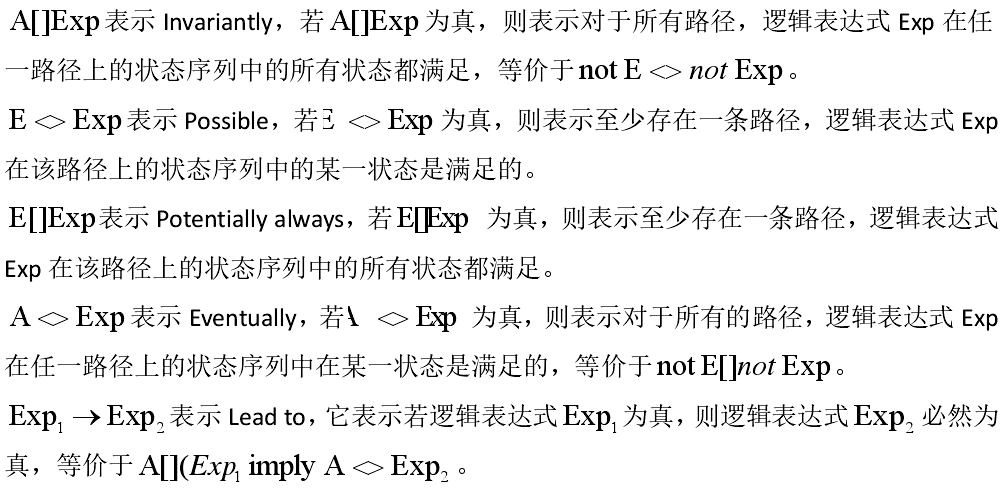 A[]Exp 表示 Invariantly，若 A[]Exp 为真，则表示对于所有路径，逻辑表达式 Exp 在任
一路径上的状态序列中的所有状态都满足，等价于 not E <> not Exp 。
E <> Exp 表示 Possible，若 E <> Exp 为真，则表示至少存在一条路径，逻辑表达式 Exp
在该路径上的状态序列中的某一状态是满足的。
E[]Exp 表示 Potentially always，若 E[]Exp 为真，则表示至少存在一条路径，逻辑表达式
Exp 在该路径上的状态序列中的所有状态都满足。
A <> Exp 表示 Eventually，若 A <> Exp 为真，则表示对于所有的路径，逻辑表达式 Exp
在任一路径上的状态序列中在某一状态是满足的，等价于 not E[]not Exp 。
Exp₁ → Exp₂ 表示 Lead to，它表示若逻辑表达式 Exp₁ 为真，则逻辑表达式 Exp₂ 必然为
真，等价于 A[](Exp₁ imply A <> Exp₂ 。